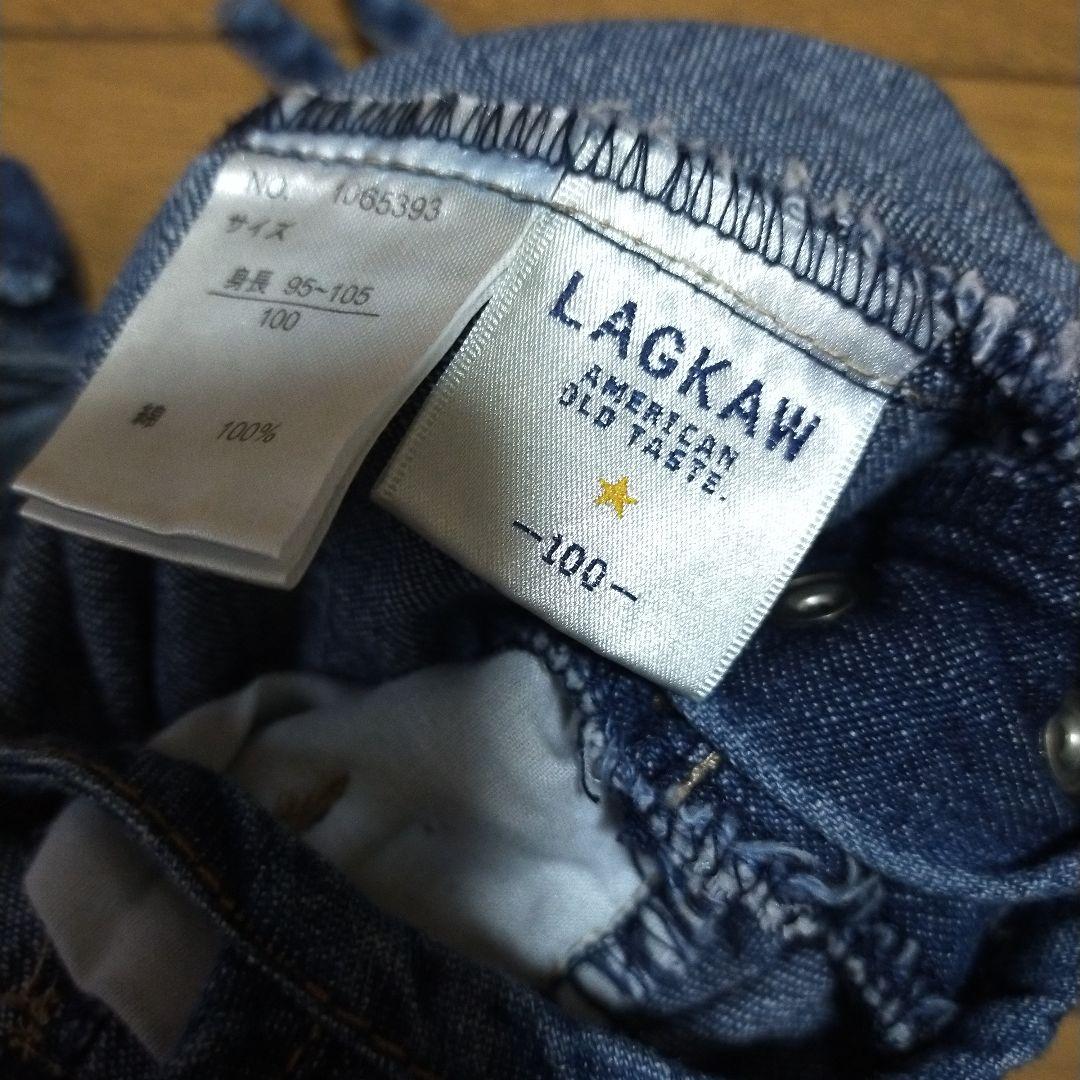 NO. 1065393
サイズ
身長 95~105
100
綿 100%
LAGKAW
AMERICAN
OLD TASTE.
—100—